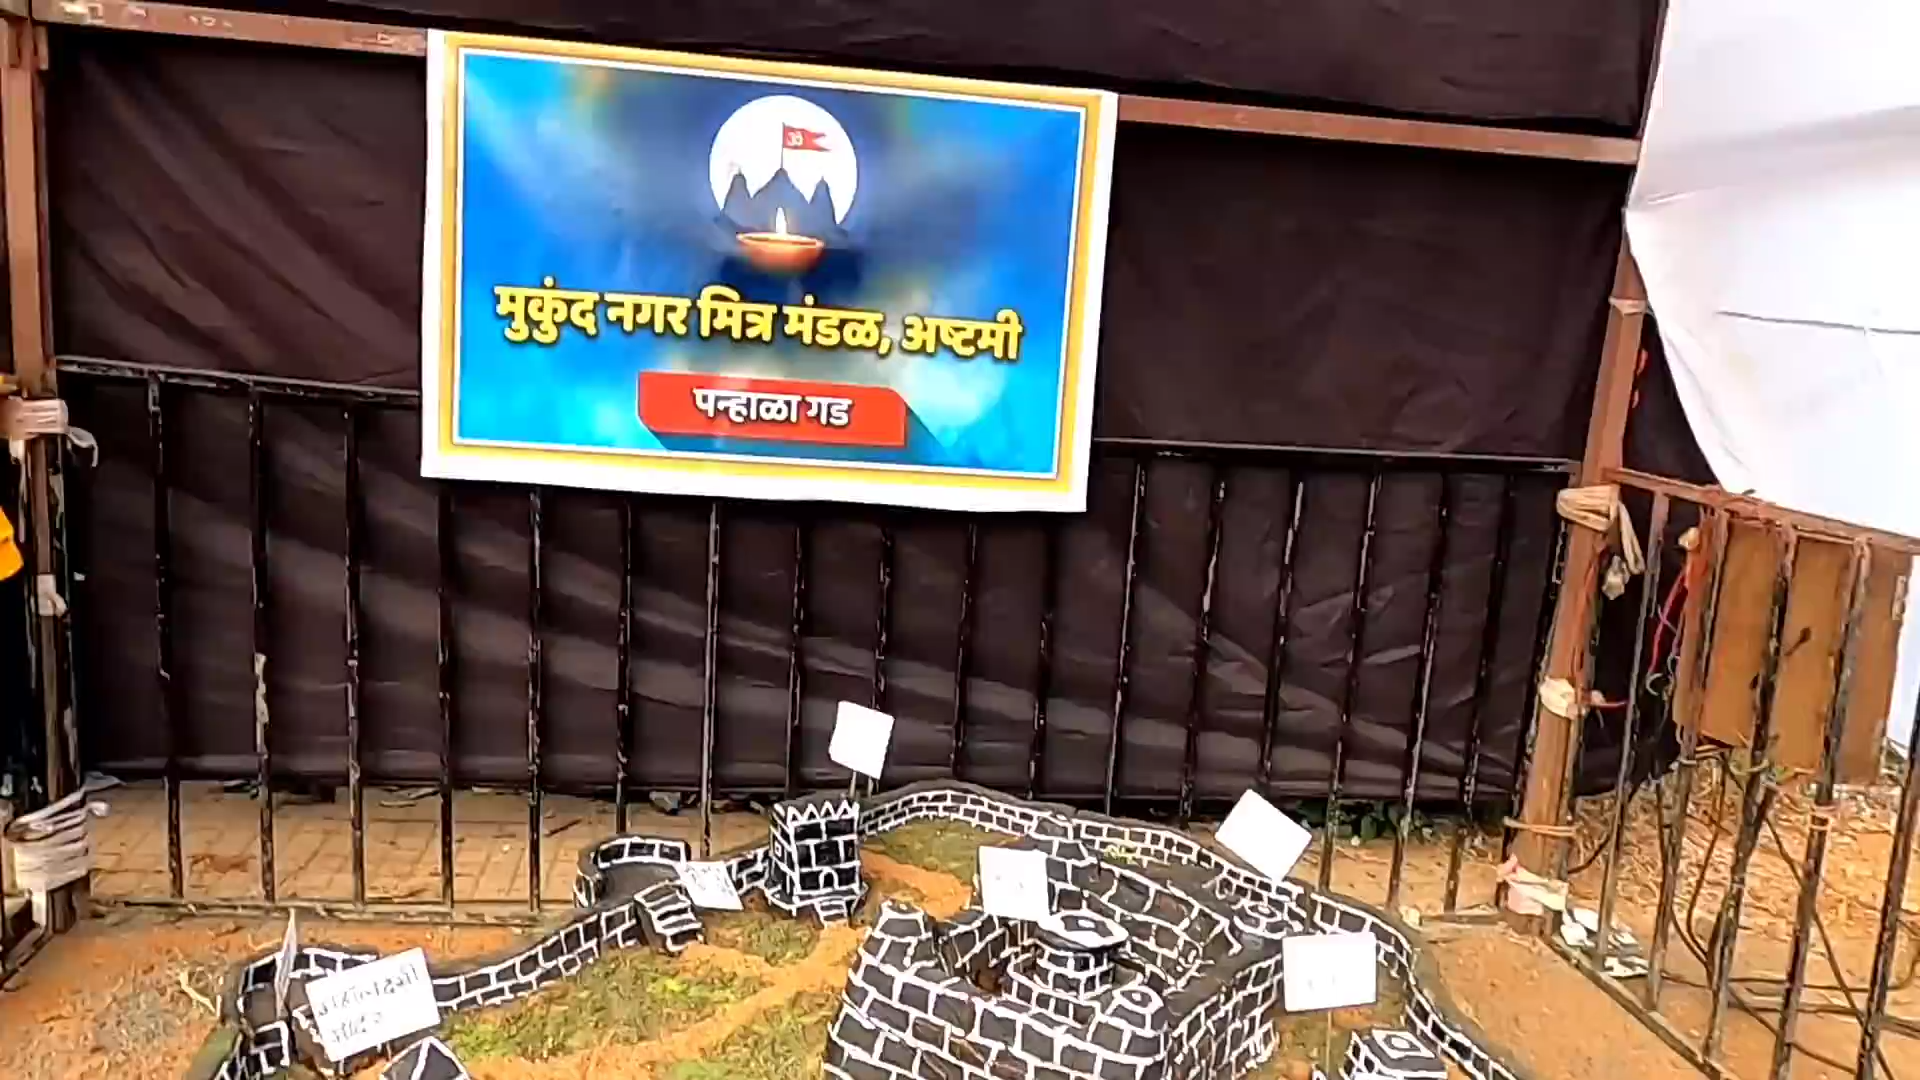 ॐ
मुकुंद नगर मित्र मंडळ, अष्टमी
पन्हाळा गड